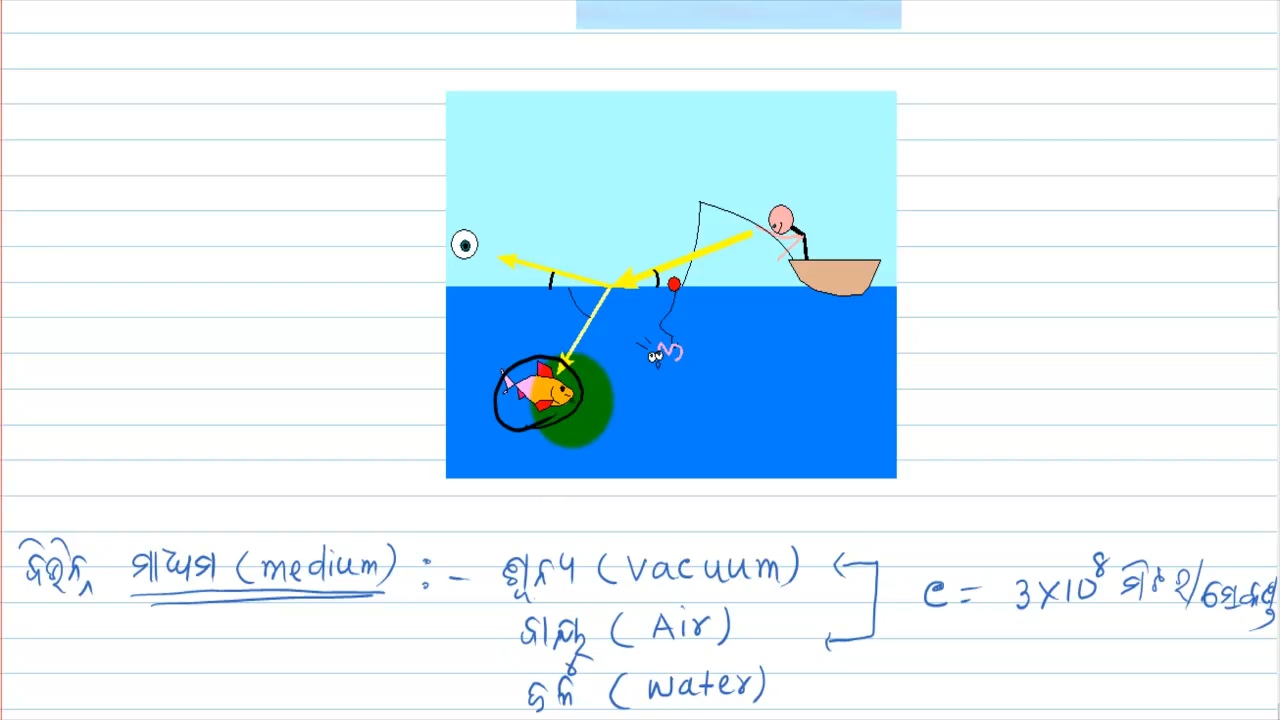 ବିଭିନ୍ନ ମାଧ୍ୟମ (medium) :- ଶୂନ୍ୟ (vacuum)
c = 3×10⁸ ମିଟର/ସେକେଣ୍ଡ
ବାୟୁ (Air)
ଜଳ (water)